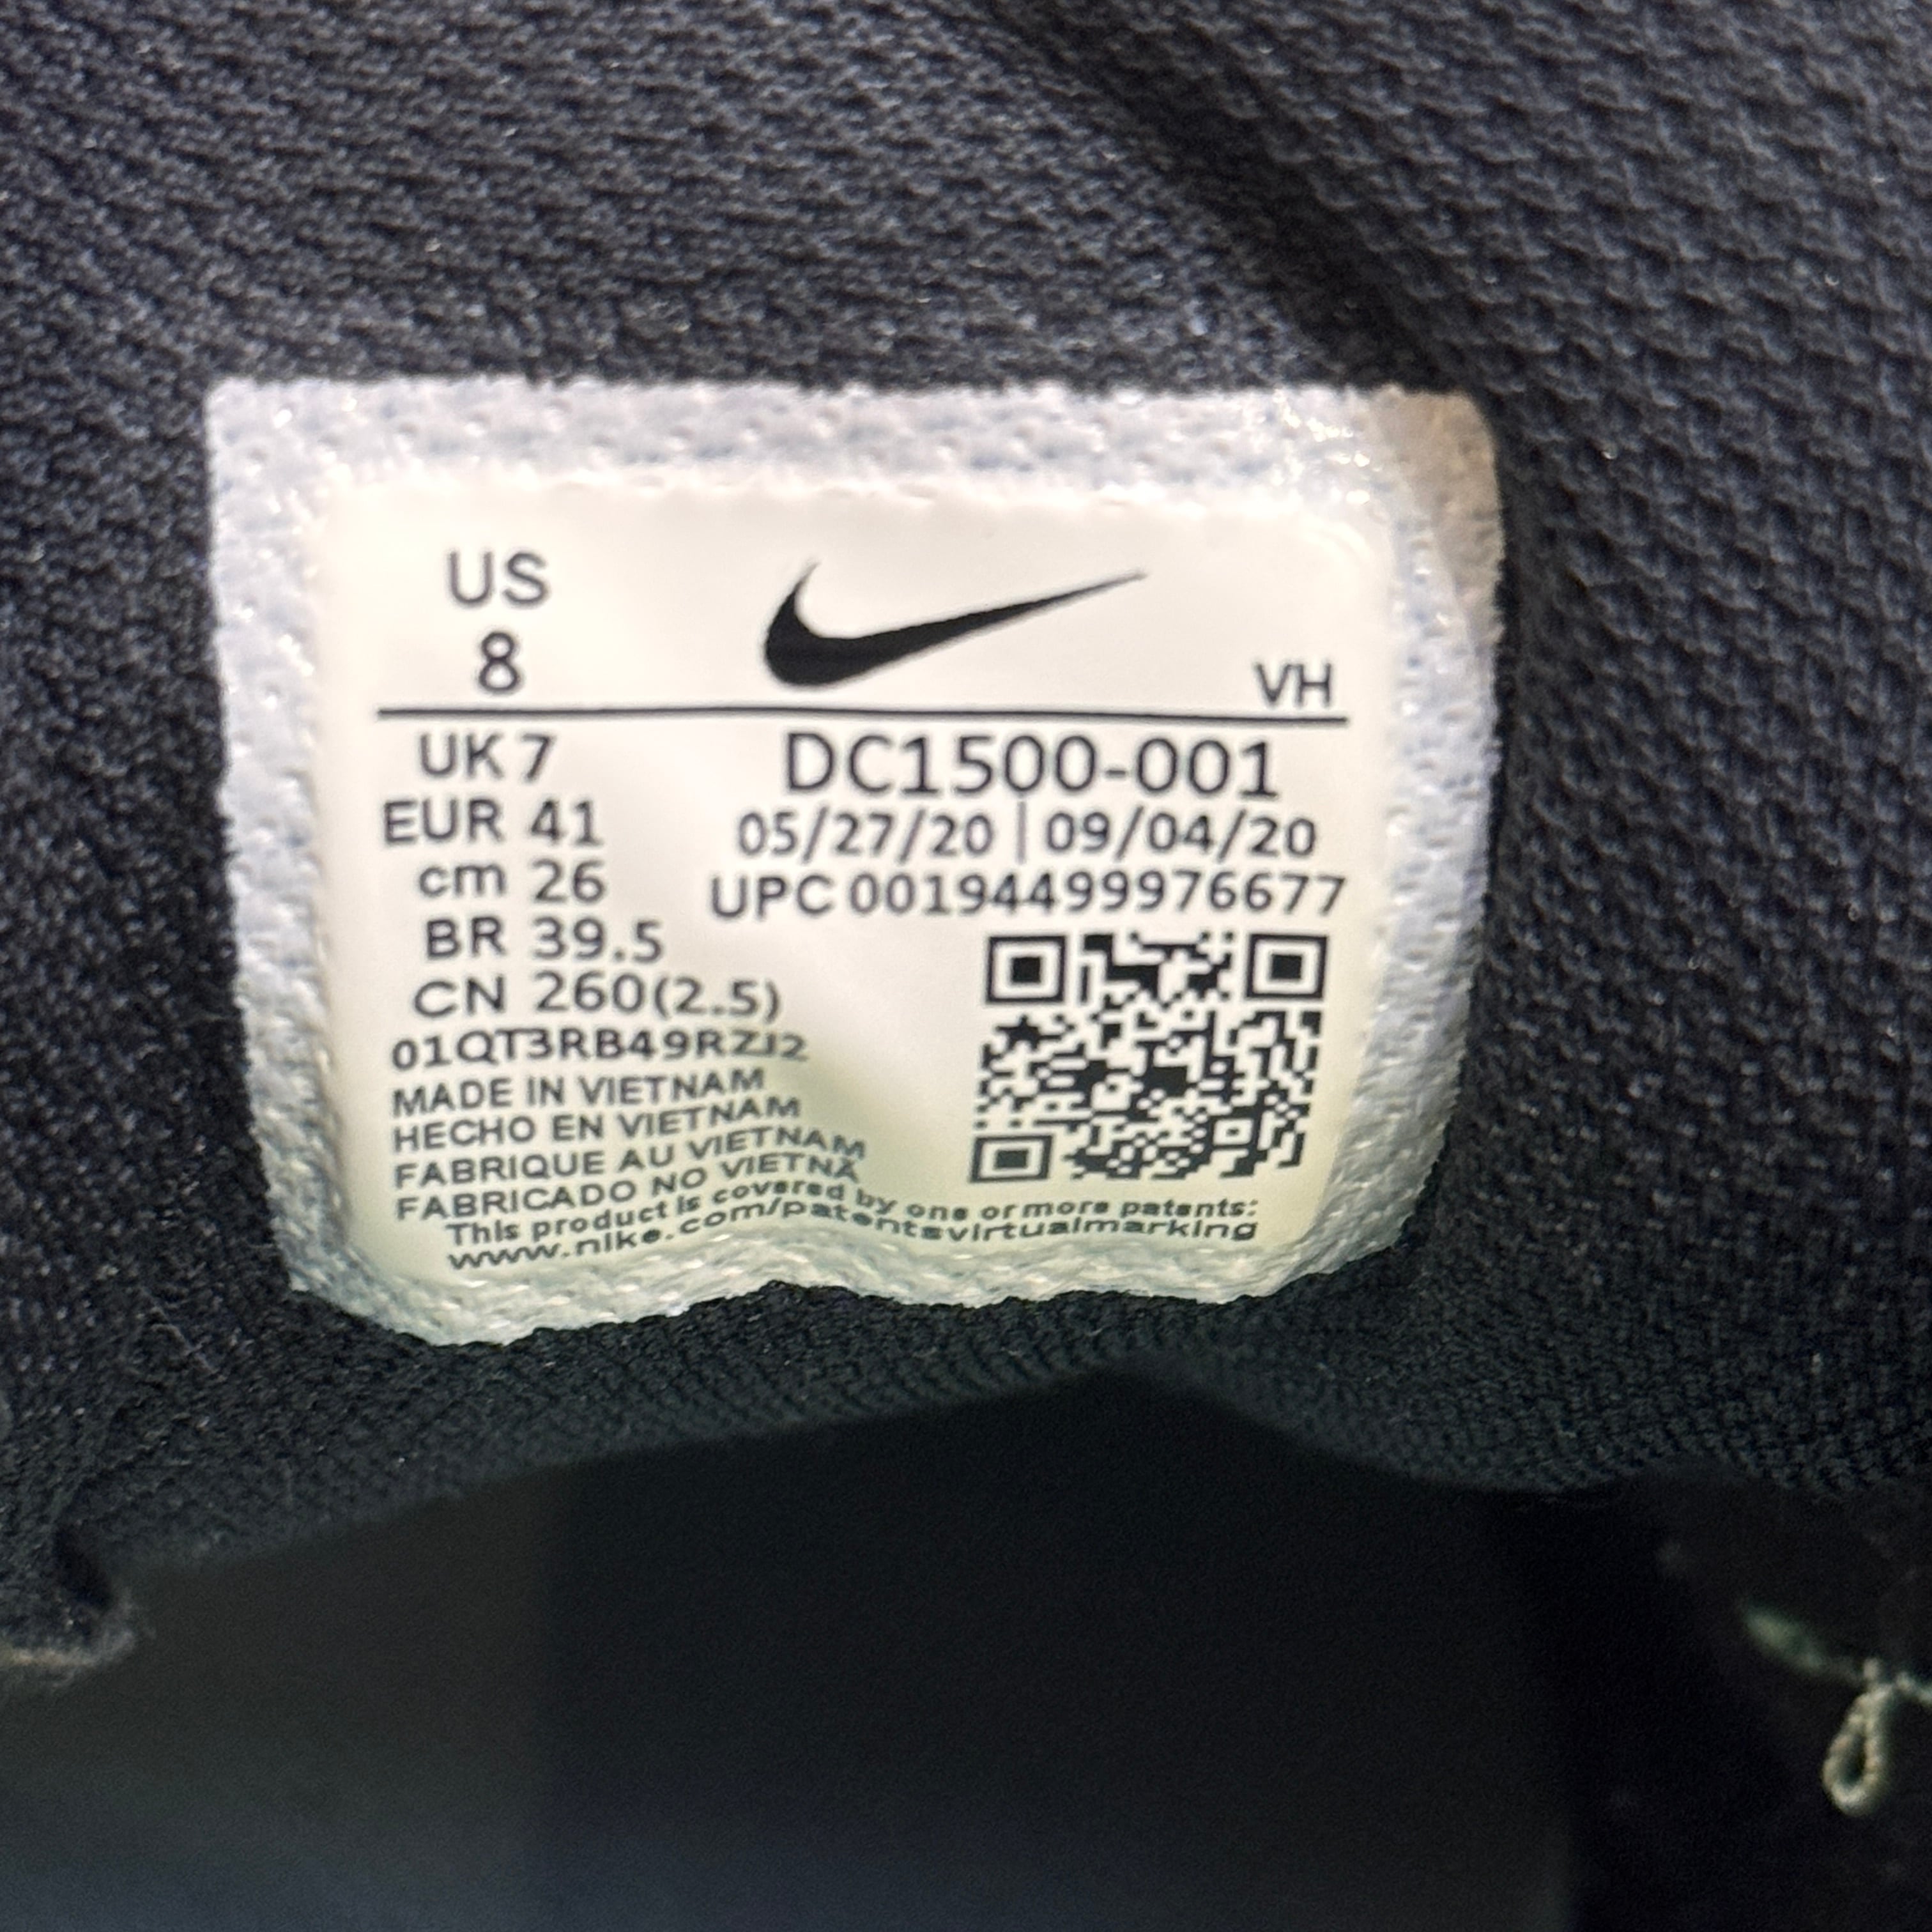 US
8
VH
UK 7
DC1500-001
EUR 41
05/27/20 | 09/04/20
cm 26
UPC 00194499976677
BR 39.5
CN 260(2.5)
01QT3RB49RZJ2
MADE IN VIETNAM
HECHO EN VIETNAM
FABRIQUE AU VIETNAM
FABRICADO NO VIETNÃ
This product is covered by one or more patents:
www.nike.com/patentsvirtualmarking